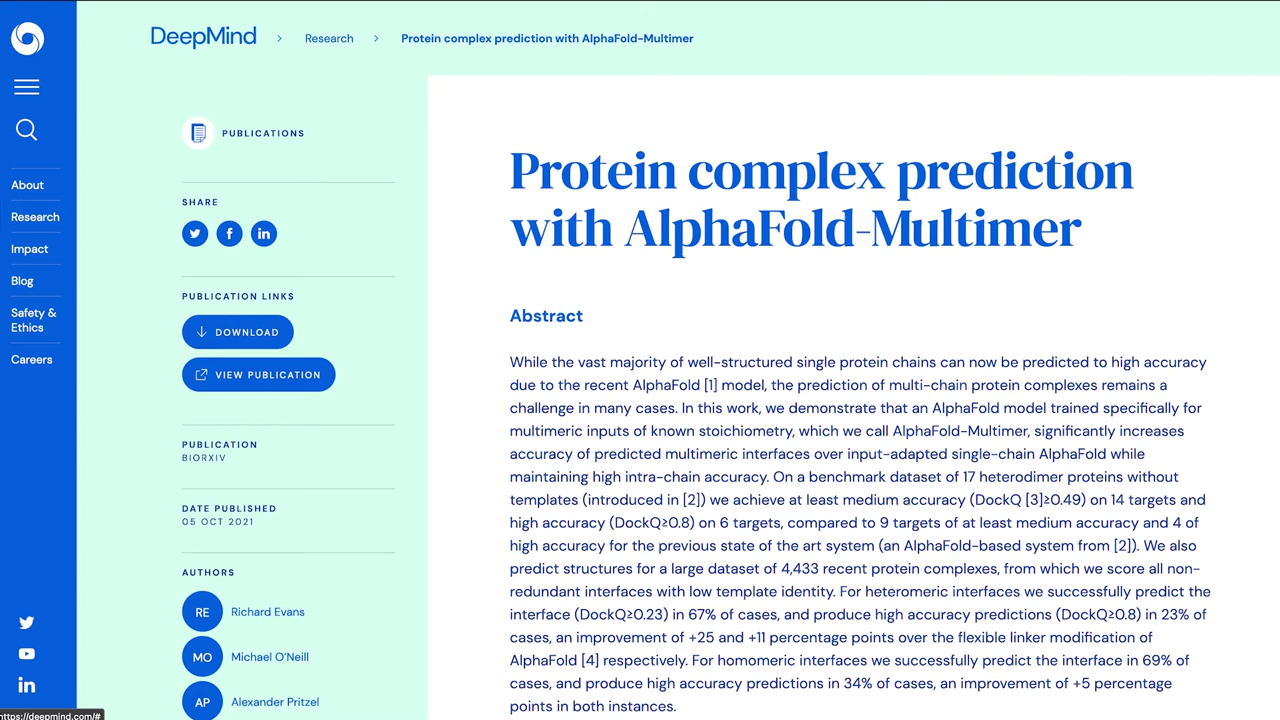 DeepMind > Research > Protein complex prediction with AlphaFold-Multimer
About
Research
Impact
Blog
Safety &
Ethics
Careers
https://deepmind.com/#
PUBLICATIONS
SHARE
PUBLICATION LINKS
DOWNLOAD
VIEW PUBLICATION
PUBLICATION
BIORXIV
DATE PUBLISHED
05 OCT 2021
AUTHORS
RE Richard Evans
MO Michael O'Neill
AP Alexander Pritzel
Protein complex prediction
with AlphaFold-Multimer
Abstract
While the vast majority of well-structured single protein chains can now be predicted to high accuracy
due to the recent AlphaFold [1] model, the prediction of multi-chain protein complexes remains a
challenge in many cases. In this work, we demonstrate that an AlphaFold model trained specifically for
multimeric inputs of known stoichiometry, which we call AlphaFold-Multimer, significantly increases
accuracy of predicted multimeric interfaces over input-adapted single-chain AlphaFold while
maintaining high intra-chain accuracy. On a benchmark dataset of 17 heterodimer proteins without
templates (introduced in [2]) we achieve at least medium accuracy (DockQ [3]≥0.49) on 14 targets and
high accuracy (DockQ≥0.8) on 6 targets, compared to 9 targets of at least medium accuracy and 4 of
high accuracy for the previous state of the art system (an AlphaFold-based system from [2]). We also
predict structures for a large dataset of 4,433 recent protein complexes, from which we score all non-
redundant interfaces with low template identity. For heteromeric interfaces we successfully predict the
interface (DockQ≥0.23) in 67% of cases, and produce high accuracy predictions (DockQ≥0.8) in 23% of
cases, an improvement of +25 and +11 percentage points over the flexible linker modification of
AlphaFold [4] respectively. For homomeric interfaces we successfully predict the interface in 69% of
cases, and produce high accuracy predictions in 34% of cases, an improvement of +5 percentage
points in both instances.